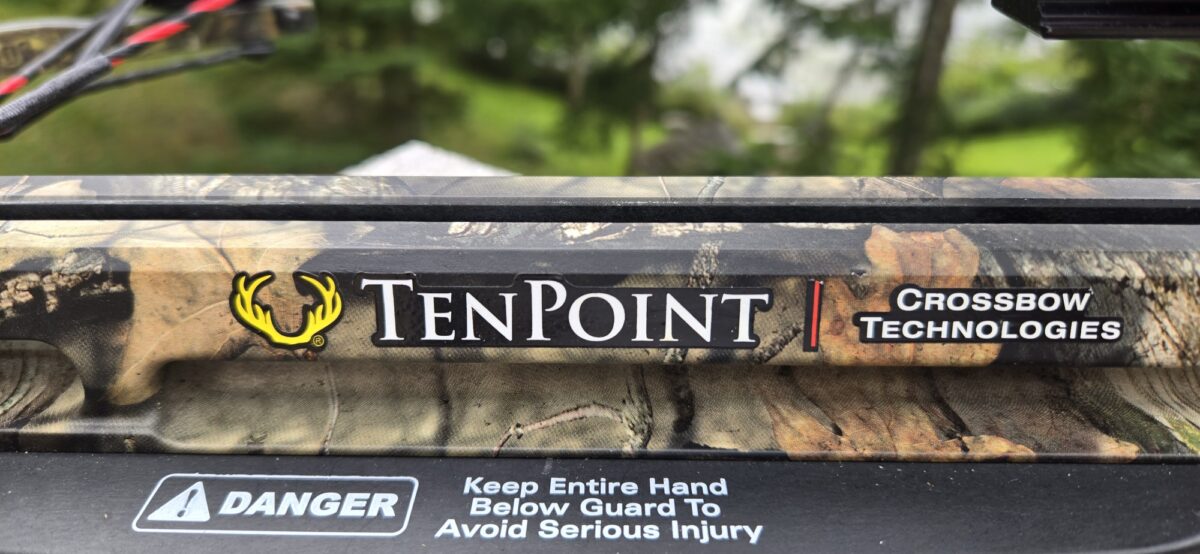 TENPOINT
CROSSBOW
TECHNOLOGIES
®
DANGER
Keep Entire Hand
Below Guard To
Avoid Serious Injury